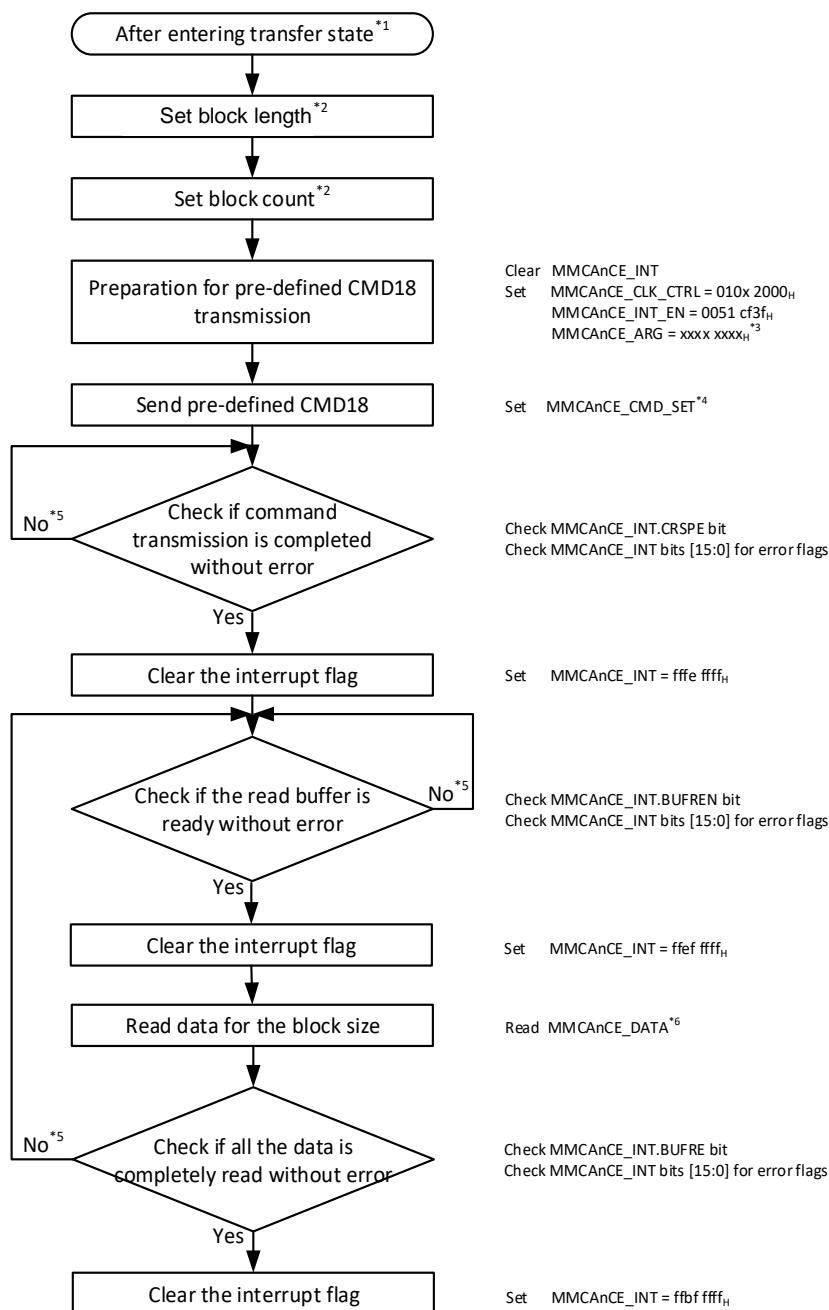 After entering transfer state*1
Set block length*2
Set block count*2
Preparation for pre-defined CMD18
transmission
Clear MMCAnCE_INT
Set MMCAnCE_CLK_CTRL = 010x 2000H
MMCAnCE_INT_EN = 0051 cf3fH
MMCAnCE_ARG = xxxx xxxxH*3
Send pre-defined CMD18
Set MMCAnCE_CMD_SET*4
No*5
Check if command
transmission is completed
without error
Check MMCAnCE_INT.CRSPE bit
Check MMCAnCE_INT bits [15:0] for error flags
Yes
Clear the interrupt flag
Set MMCAnCE_INT = fffe ffffH
Check if the read buffer is
ready without error
No*5
Check MMCAnCE_INT.BUFREN bit
Check MMCAnCE_INT bits [15:0] for error flags
Yes
Clear the interrupt flag
Set MMCAnCE_INT = ffef ffffH
Read data for the block size
Read MMCAnCE_DATA*6
No*5
Check if all the data is
completely read without error
Check MMCAnCE_INT.BUFRE bit
Check MMCAnCE_INT bits [15:0] for error flags
Yes
Clear the interrupt flag
Set MMCAnCE_INT = ffbf ffffH